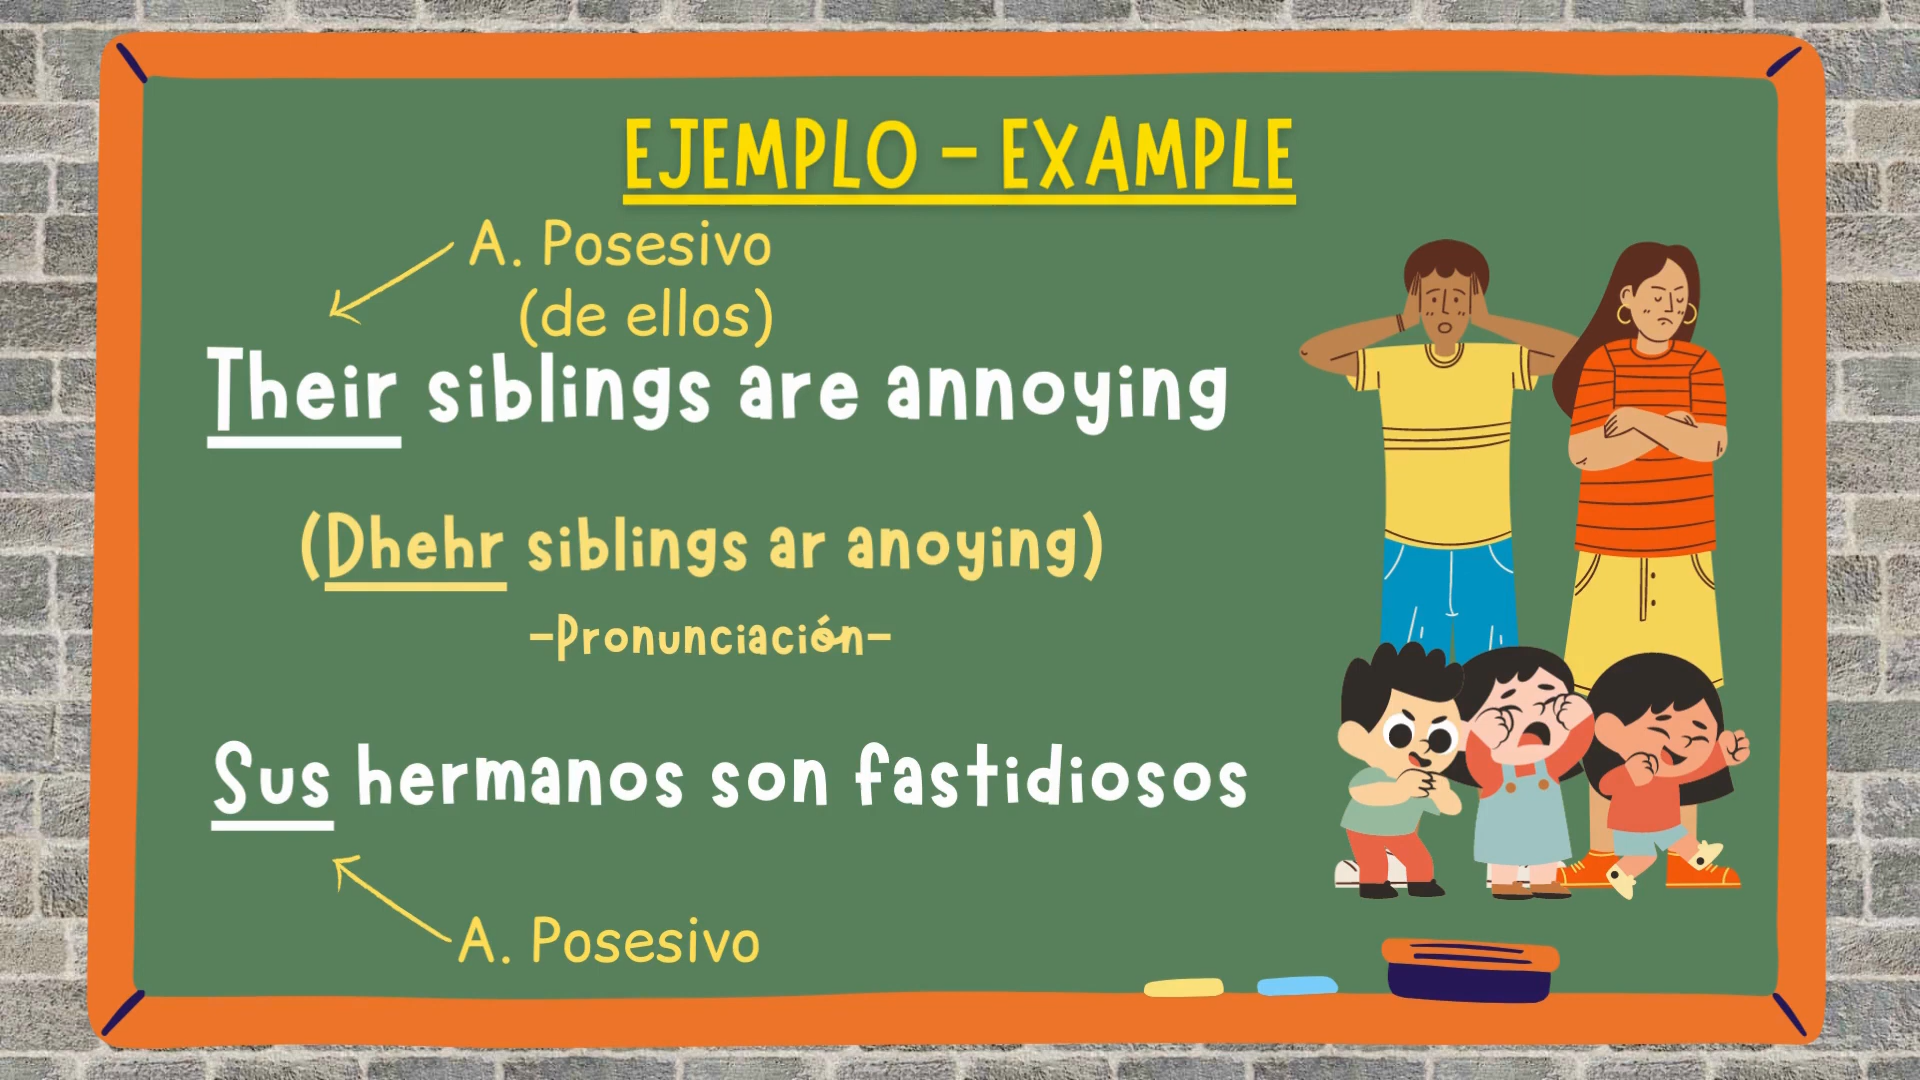 EJEMPLO - EXAMPLE
A. Posesivo
(de ellos)
Their siblings are annoying
(Dhehr siblings ar anoying)
-Pronunciación-
Sus hermanos son fastidiosos
A. Posesivo